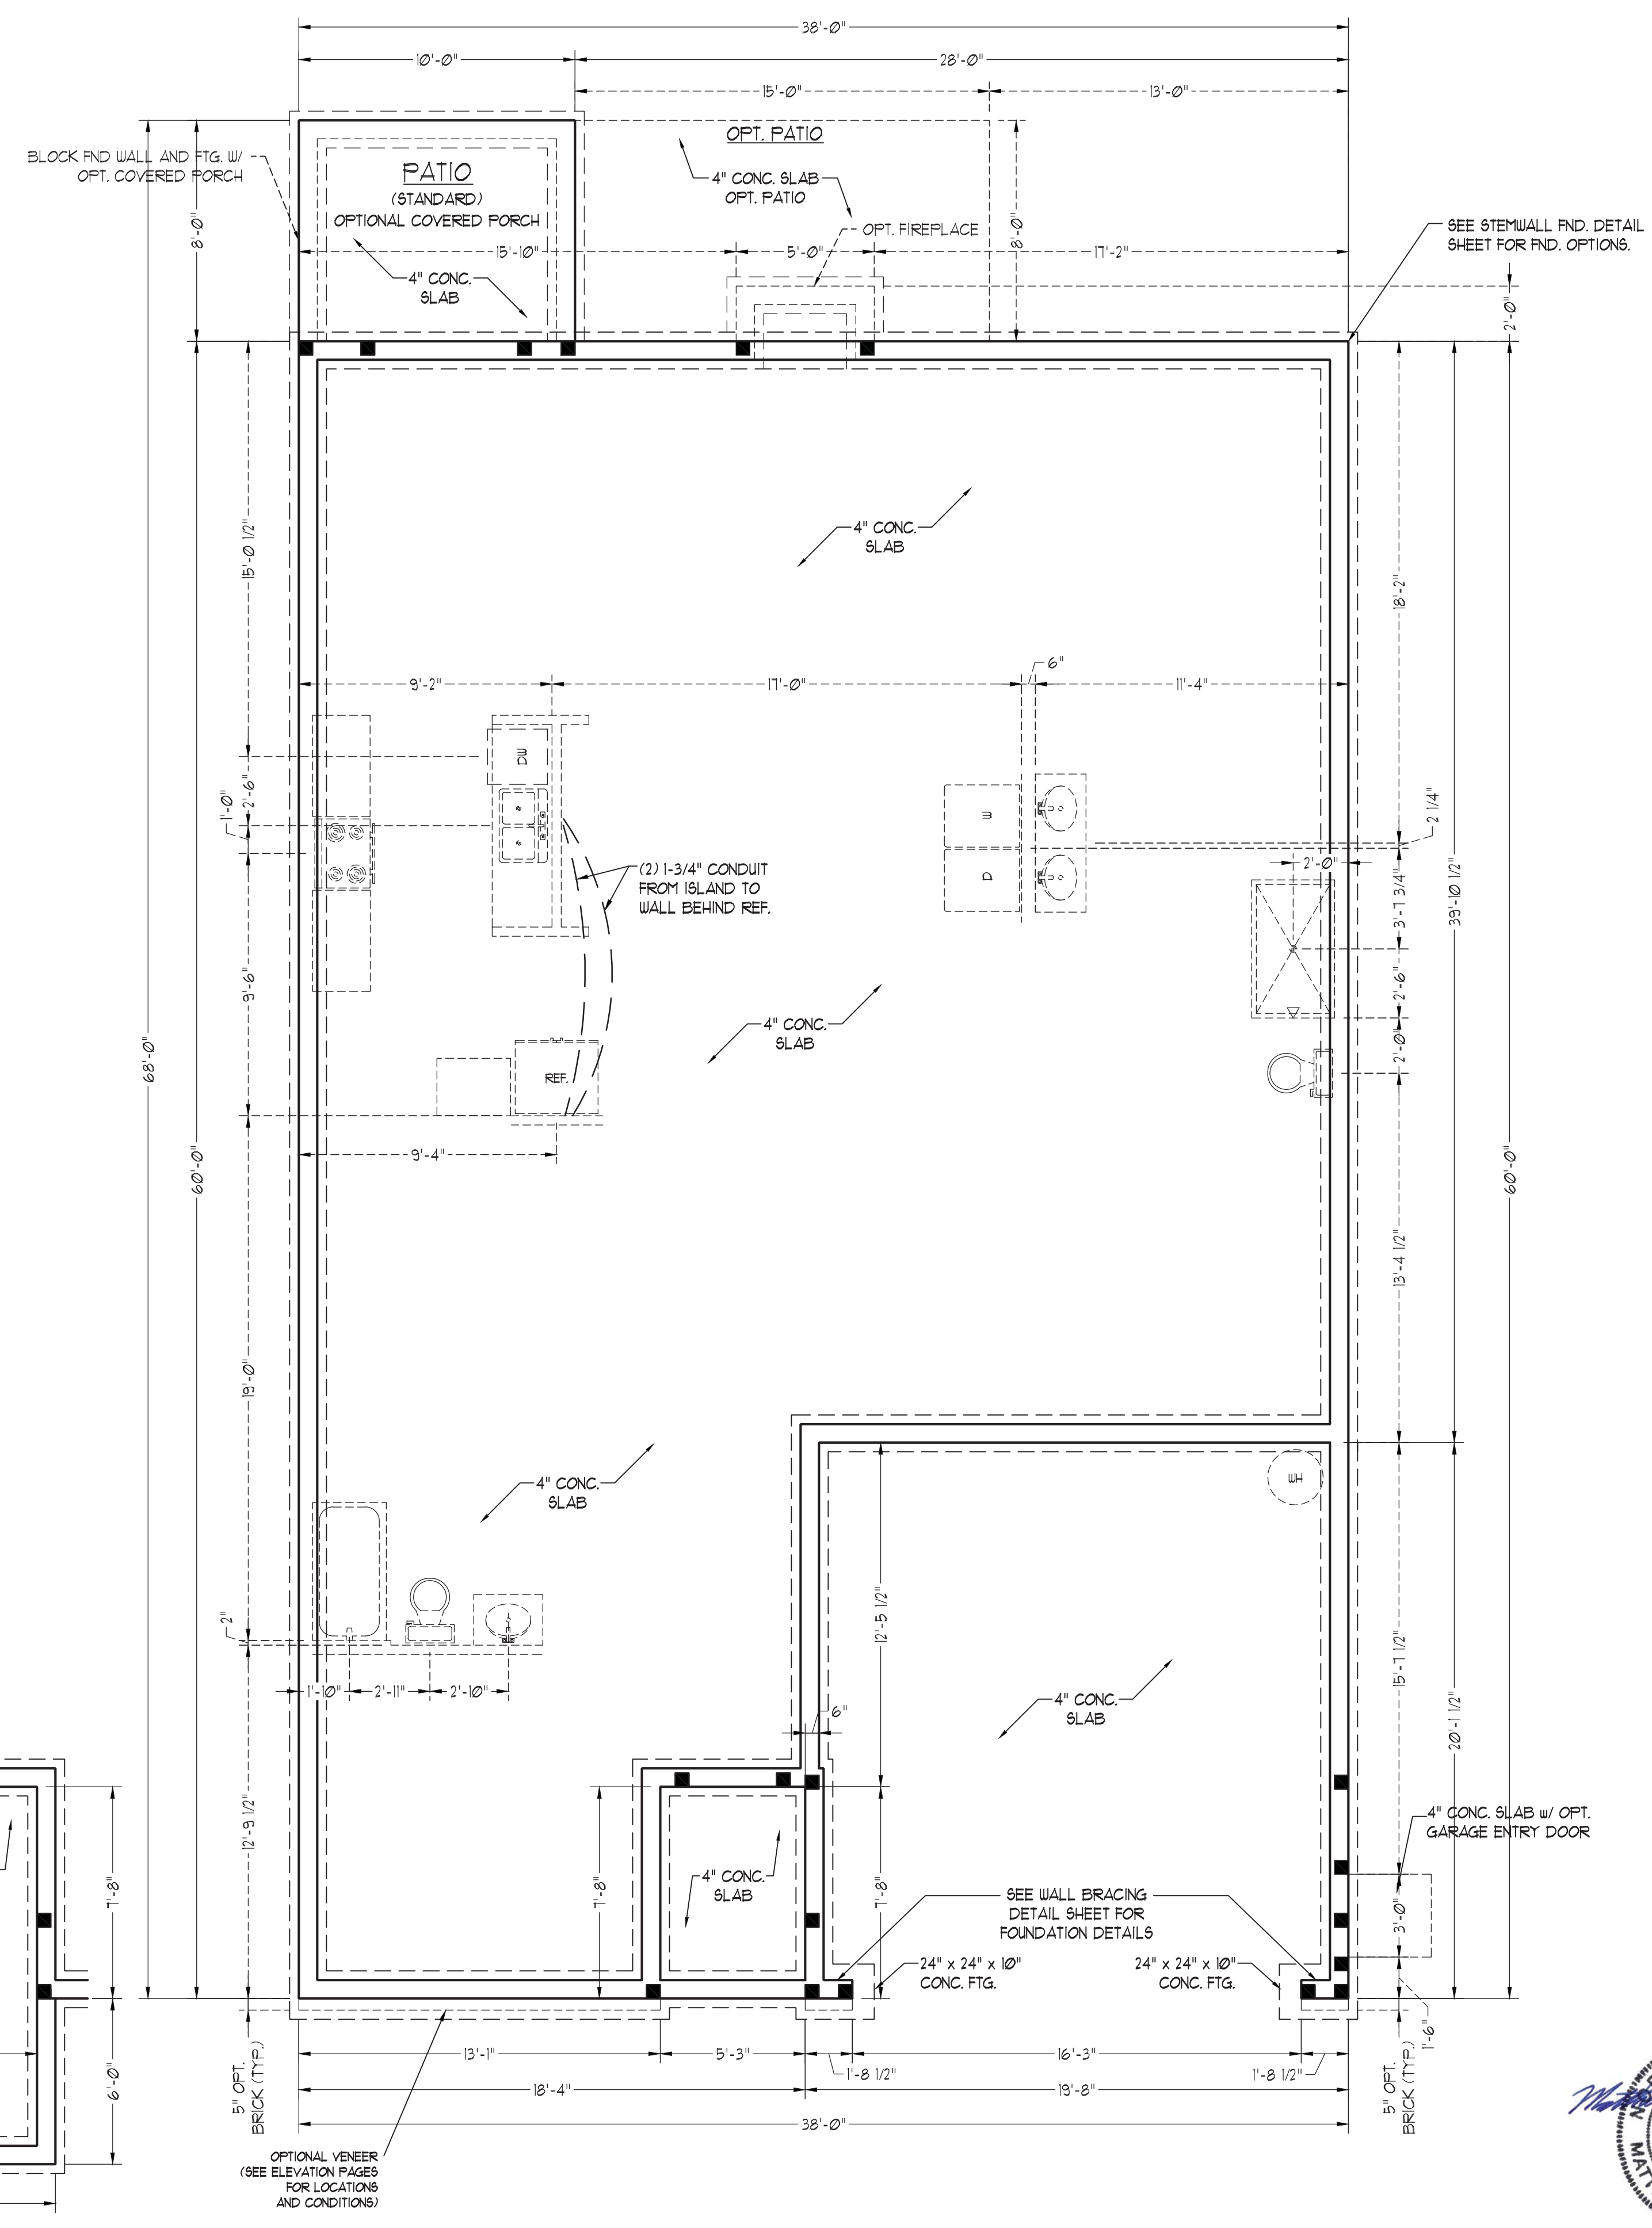 38'-0"
10'-0"
28'-0"
15'-0"
13'-0"
OPT. PATIO
BLOCK FND WALL AND FTG. W/
OPT. COVERED PORCH
PATIO
(STANDARD)
OPTIONAL COVERED PORCH
4" CONC. SLAB
OPT. PATIO
8'-0"
8'-0"
OPT. FIREPLACE
SEE STEMWALL FND. DETAIL
SHEET FOR FND. OPTIONS.
15'-10"
5'-0"
17'-2"
4" CONC.
SLAB
2'-0"
4" CONC.
SLAB
15'-0 1/2"
18'-2"
6"
9'-2"
17'-0"
11'-4"
DW
2'-6"
1'-0"
W
D
2 1/4"
2'-0"
(2) 1-3/4" CONDUIT
FROM ISLAND TO
WALL BEHIND REF.
3'-7 3/4"
39'-10 1/2"
9'-6"
2'-6"
4" CONC.
SLAB
2'-0"
68'-0"
REF.
9'-4"
60'-0"
60'-0"
13'-4 1/2"
19'-0"
4" CONC.
SLAB
WH
2"
12'-5 1/2"
15'-7 1/2"
1'-10"
2'-11"
2'-10"
6"
4" CONC.
SLAB
20'-1 1/2"
12'-9 1/2"
4" CONC. SLAB w/ OPT.
GARAGE ENTRY DOOR
7'-8"
7'-8"
4" CONC.
SLAB
7'-8"
SEE WALL BRACING
DETAIL SHEET FOR
FOUNDATION DETAILS
3'-0"
24" x 24" x 10"
CONC. FTG.
24" x 24" x 10"
CONC. FTG.
1'-6"
6'-0"
5" OPT.
BRICK (TYP.)
13'-1"
5'-3"
1'-8 1/2"
16'-3"
1'-8 1/2"
5" OPT.
BRICK (TYP.)
18'-4"
19'-8"
38'-0"
OPTIONAL VENEER
(SEE ELEVATION PAGES
FOR LOCATIONS
AND CONDITIONS)